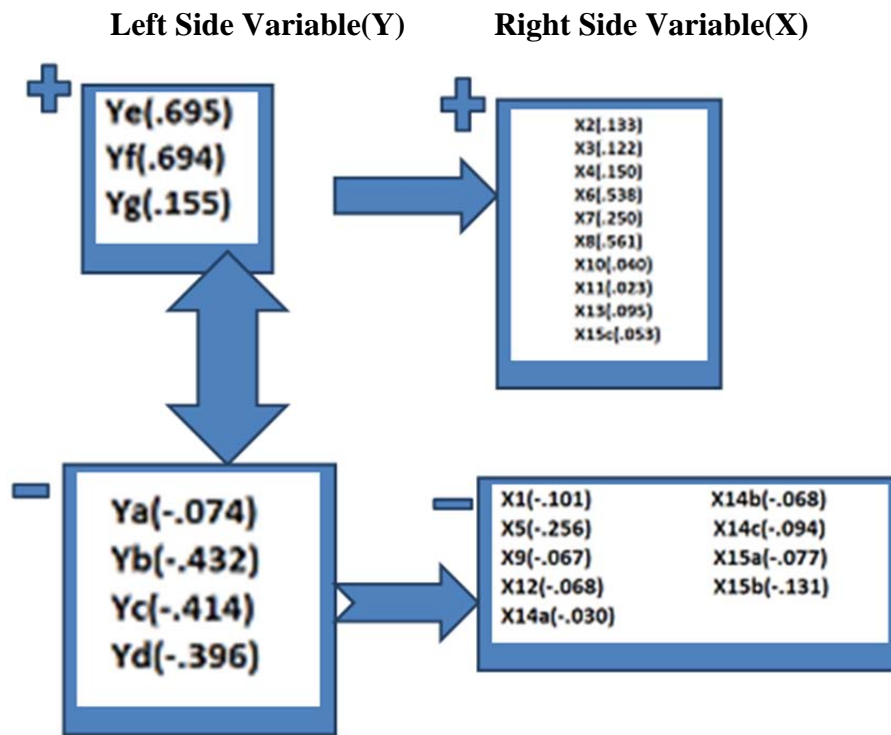 Left Side Variable(Y)
Right Side Variable(X)
Ye(.695)
Yf(.694)
Yg(.155)
X2(.133)
X3(.122)
X4(.150)
X6(.538)
X7(.250)
X8(.561)
X10(.040)
X11(.023)
X13(.095)
X15c(.053)
Ya(-.074)
Yb(-.432)
Yc(-.414)
Yd(-.396)
X1(-.101)
X5(-.256)
X9(-.067)
X12(-.068)
X14a(-.030)
X14b(-.068)
X14c(-.094)
X15a(-.077)
X15b(-.131)